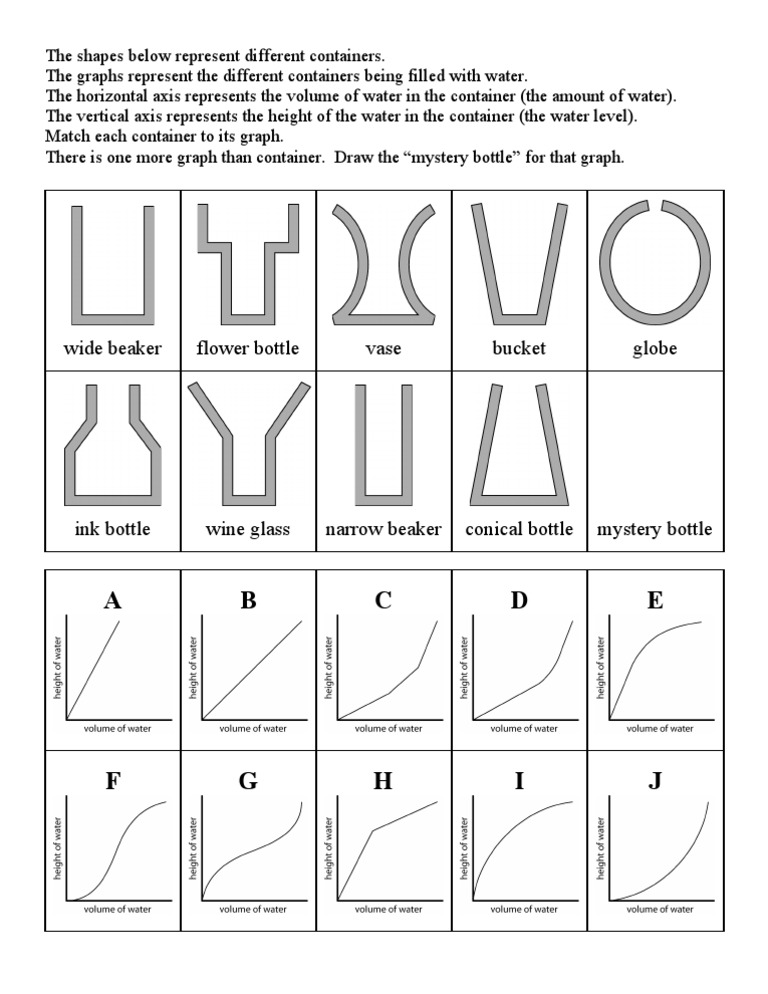 The shapes below represent different containers.
The graphs represent the different containers being filled with water.
The horizontal axis represents the volume of water in the container (the amount of water).
The vertical axis represents the height of the water in the container (the water level).
Match each container to its graph.
There is one more graph than container.  Draw the “mystery bottle” for that graph.
wide beaker
flower bottle
vase
bucket
globe
ink bottle
wine glass
narrow beaker
conical bottle
mystery bottle
A
height of water
volume of water
B
height of water
volume of water
C
height of water
volume of water
D
height of water
volume of water
E
height of water
volume of water
F
height of water
volume of water
G
height of water
volume of water
H
height of water
volume of water
I
height of water
volume of water
J
height of water
volume of water